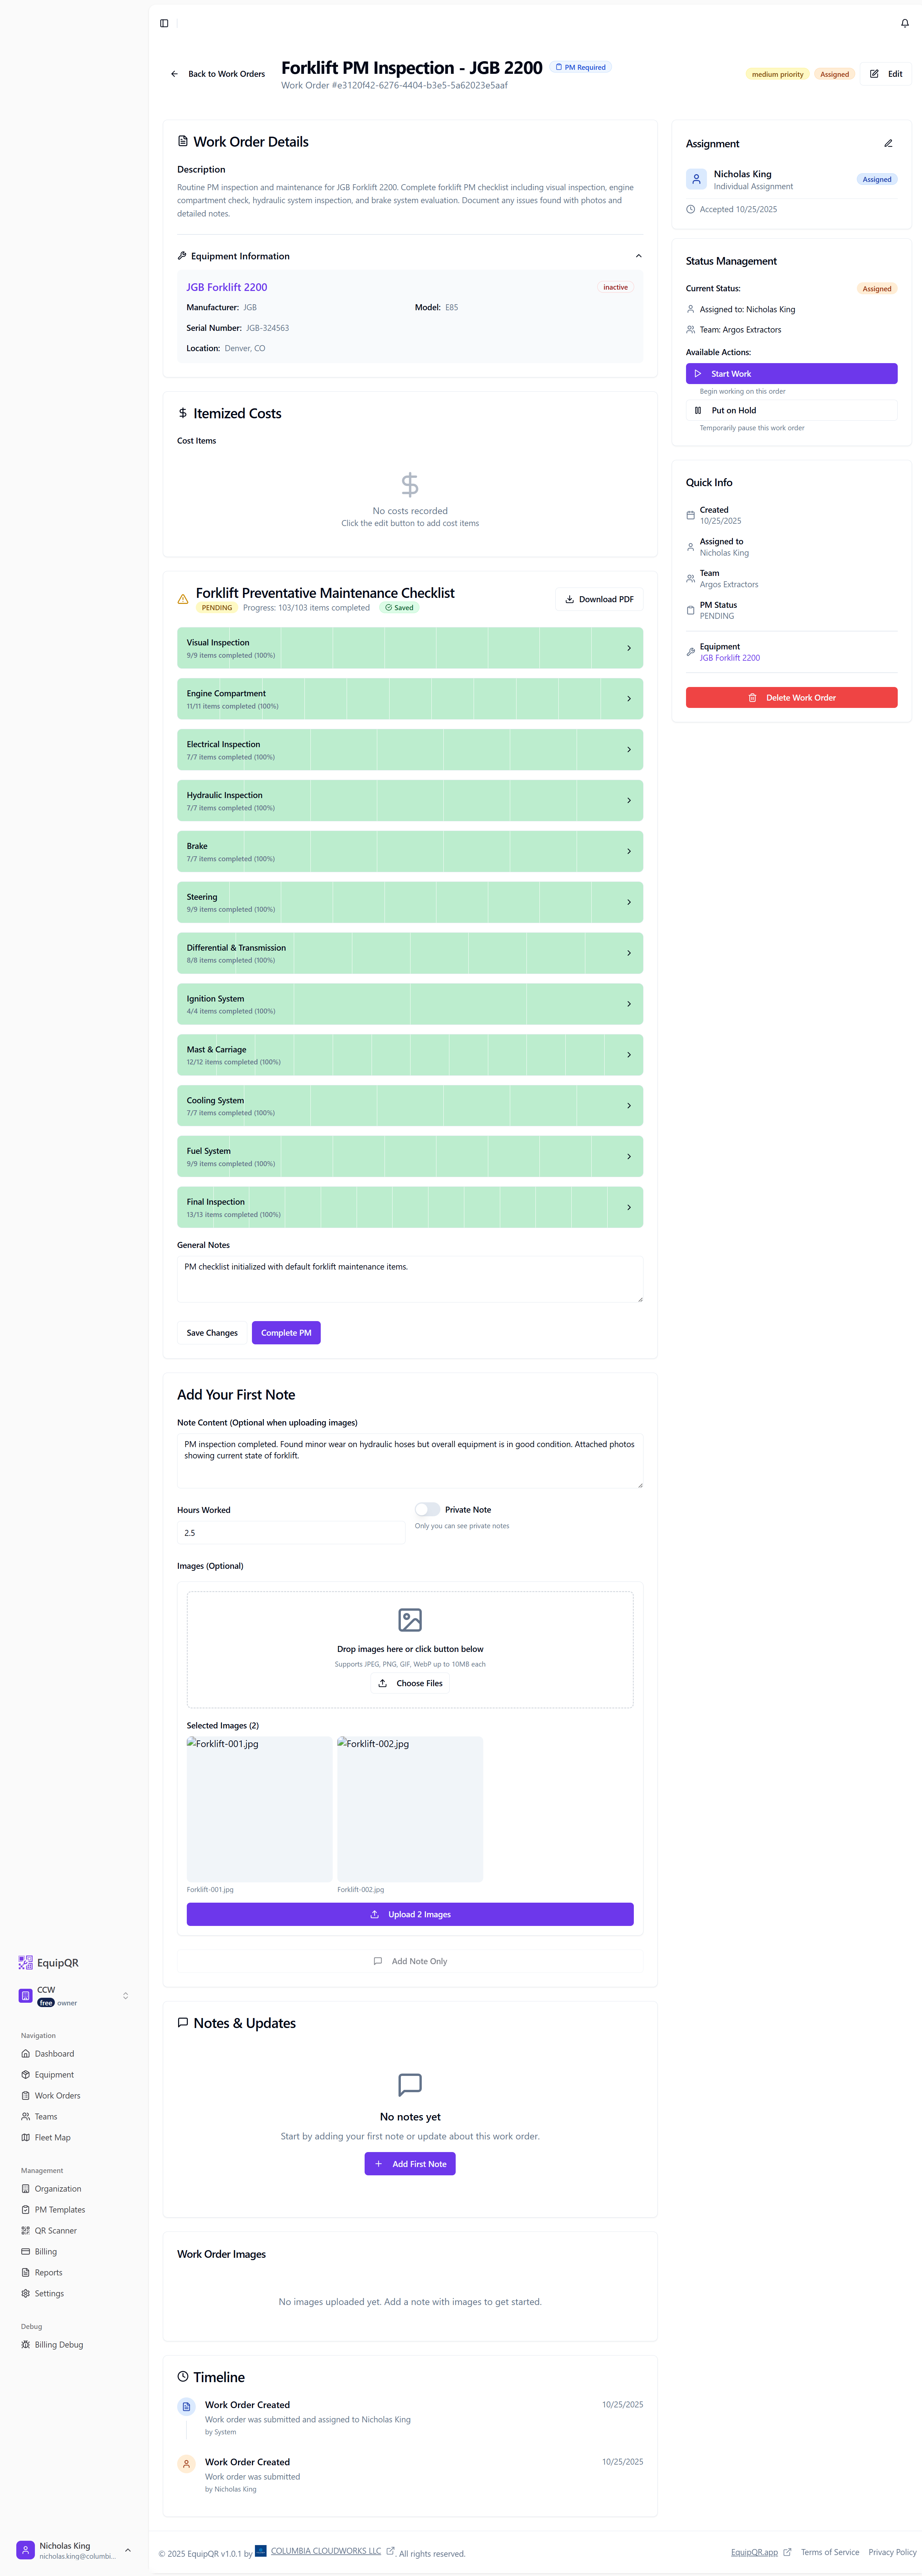 Back to Work Orders
Forklift PM Inspection - JGB 2200
PM Required
Work Order #e3120f42-6276-4404-b3e5-5a62023e5aaf
medium priority
Assigned
Edit
Work Order Details
Description
Routine PM inspection and maintenance for JGB Forklift 2200. Complete forklift PM checklist including visual inspection, engine
compartment check, hydraulic system inspection, and brake system evaluation. Document any issues found with photos and
detailed notes.
Equipment Information
JGB Forklift 2200
inactive
Manufacturer: JGB
Model: E85
Serial Number: JGB-324563
Location: Denver, CO
Itemized Costs
Cost Items
No costs recorded
Click the edit button to add cost items
Forklift Preventative Maintenance Checklist
PENDING Progress: 103/103 items completed Saved
Download PDF
Visual Inspection
9/9 items completed (100%)
Engine Compartment
11/11 items completed (100%)
Electrical Inspection
7/7 items completed (100%)
Hydraulic Inspection
7/7 items completed (100%)
Brake
7/7 items completed (100%)
Steering
9/9 items completed (100%)
Differential & Transmission
8/8 items completed (100%)
Ignition System
4/4 items completed (100%)
Mast & Carriage
12/12 items completed (100%)
Cooling System
7/7 items completed (100%)
Fuel System
9/9 items completed (100%)
Final Inspection
13/13 items completed (100%)
General Notes
PM checklist initialized with default forklift maintenance items.
Save Changes
Complete PM
Add Your First Note
Note Content (Optional when uploading images)
PM inspection completed. Found minor wear on hydraulic hoses but overall equipment is in good condition. Attached photos
showing current state of forklift.
Hours Worked
2.5
Private Note
Only you can see private notes
Images (Optional)
Drop images here or click button below
Supports JPEG, PNG, GIF, WebP up to 10MB each
Choose Files
Selected Images (2)
Forklift-001.jpg
Forklift-002.jpg
Forklift-001.jpg
Forklift-002.jpg
Upload 2 Images
Add Note Only
Notes & Updates
No notes yet
Start by adding your first note or update about this work order.
Add First Note
Work Order Images
No images uploaded yet. Add a note with images to get started.
Timeline
Work Order Created
10/25/2025
Work order was submitted and assigned to Nicholas King
by System
Work Order Created
10/25/2025
Work order was submitted
by Nicholas King
Assignment
Nicholas King
Individual Assignment
Assigned
Accepted 10/25/2025
Status Management
Current Status:
Assigned
Assigned to: Nicholas King
Team: Argos Extractors
Available Actions:
Start Work
Begin working on this order
Put on Hold
Temporarily pause this work order
Quick Info
Created
10/25/2025
Assigned to
Nicholas King
Team
Argos Extractors
PM Status
PENDING
Equipment
JGB Forklift 2200
Delete Work Order
EquipQR
CCW
free owner
Navigation
Dashboard
Equipment
Work Orders
Teams
Fleet Map
Management
Organization
PM Templates
QR Scanner
Billing
Reports
Settings
Debug
Billing Debug
Nicholas King
nicholas.king@columbi...
© 2025 EquipQR v1.0.1 by COLUMBIA CLOUDWORKS LLC . All rights reserved.
EquipQR.app
Terms of Service
Privacy Policy